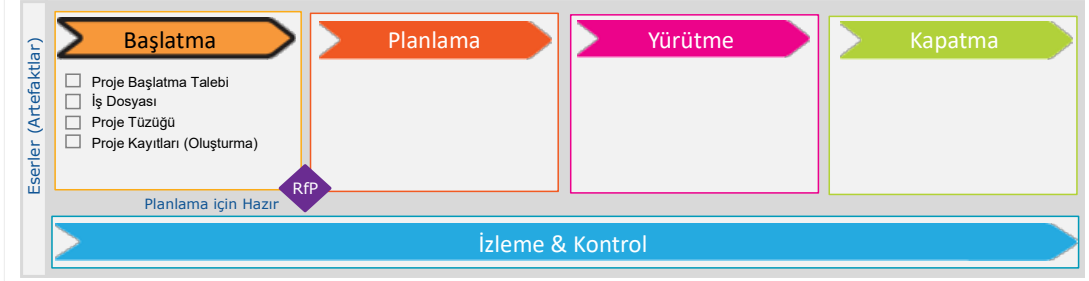 Eserler (Artefaktlar)
Başlatma
Planlama
Yürütme
Kapatma
Proje Başlatma Talebi
İş Dosyası
Proje Tüzüğü
Proje Kayıtları (Oluşturma)
RfP
Planlama için Hazır
İzleme & Kontrol